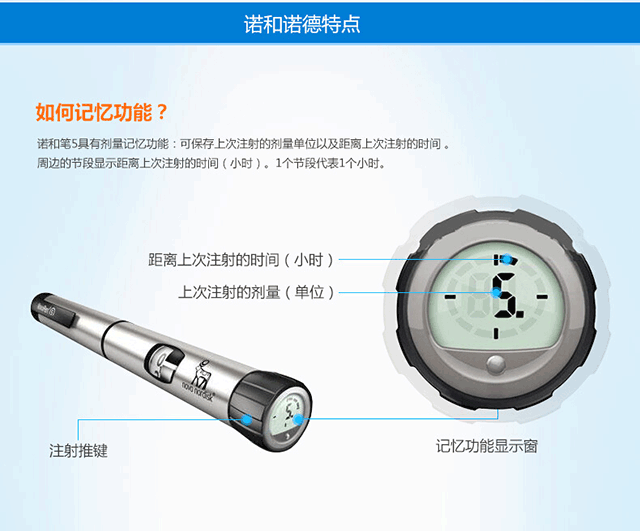 诺和诺德特点
如何记忆功能？
诺和笔5具有剂量记忆功能：可保存上次注射的剂量单位以及距离上次注射的时间 。
周边的节段显示距离上次注射的时间（小时）。1个节段代表1个小时。
距离上次注射的时间（小时）
上次注射的剂量（单位）
5.
novo nordisk
5.
注射推键
记忆功能显示窗